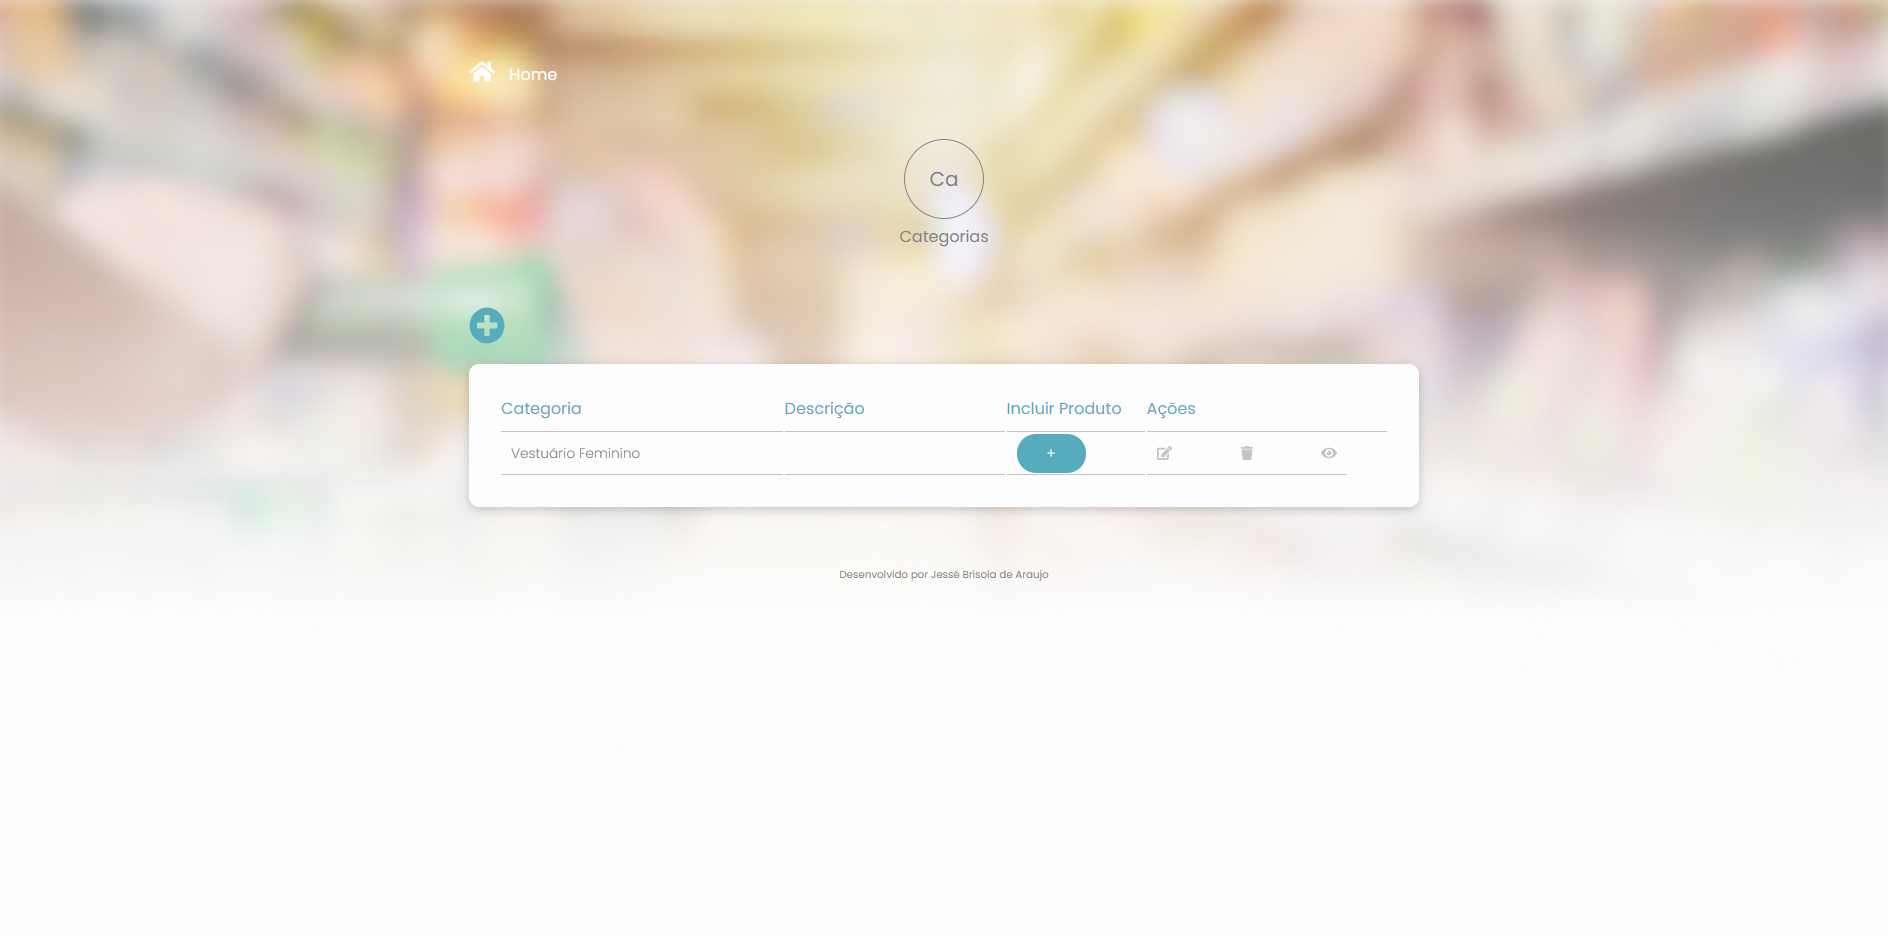 Home
Ca
Categorias
Categoria Descrição Incluir Produto Ações
Vestuário Feminino +
Desenvolvido por Jessé Brisola de Araujo